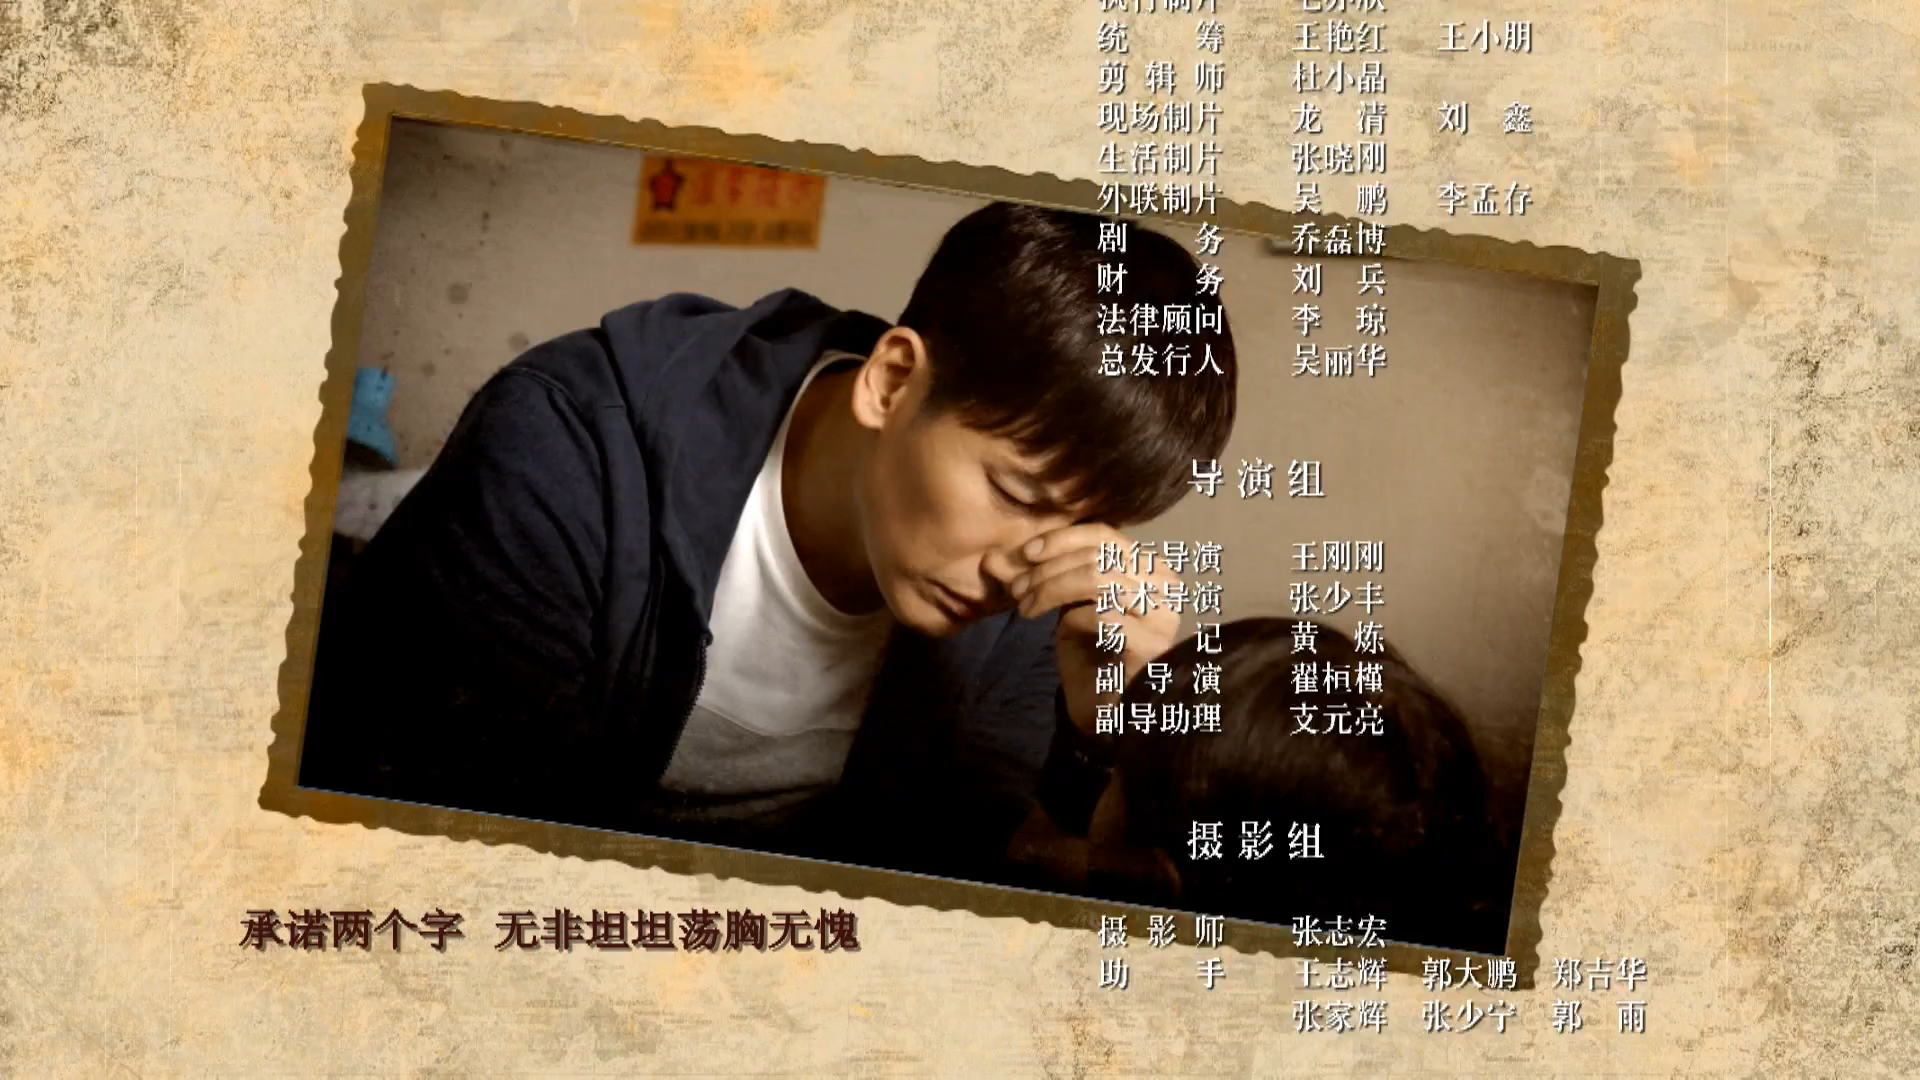 统筹 王艳红 王小朋
剪辑师 杜小晶
现场制片 龙清 刘鑫
生活制片 张晓刚
外联制片 吴鹏 李孟存
剧务 乔磊博
财务 刘兵
法律顾问 李琼
总发行人 吴丽华
导演组
执行导演 王刚刚
武术导演 张少丰
场记 黄炼
副导演 翟桓槿
副导助理 支元亮
摄影组
摄影师 张志宏
助手 王志辉 郭大鹏 郑吉华
张家辉 张少宁 郭雨
承诺两个字 无非坦坦荡胸无愧